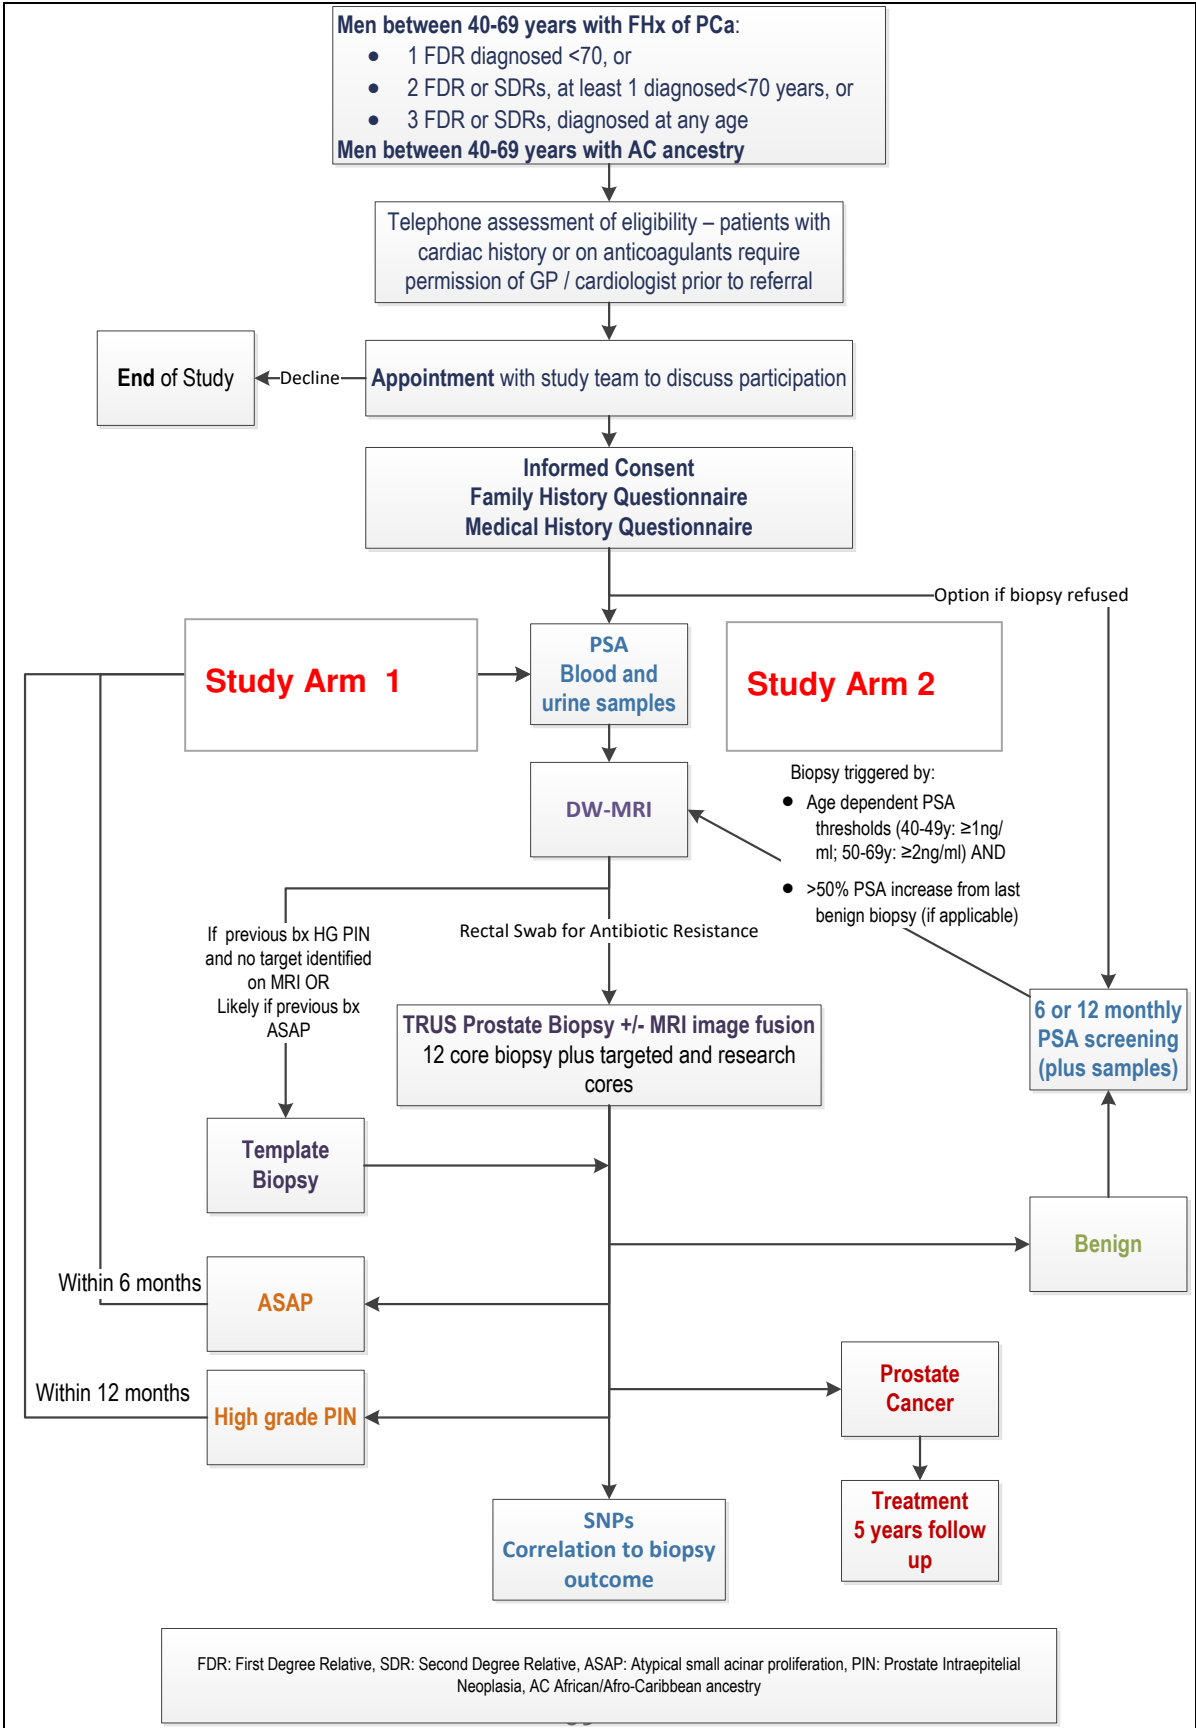 Men between 40-69 years with FHx of PCa:
• 1 FDR diagnosed <70, or
• 2 FDR or SDRs, at least 1 diagnosed<70 years, or
• 3 FDR or SDRs, diagnosed at any age
Men between 40-69 years with AC ancestry
Telephone assessment of eligibility – patients with
cardiac history or on anticoagulants require
permission of GP / cardiologist prior to referral
End of Study
Decline
Appointment with study team to discuss participation
Informed Consent
Family History Questionnaire
Medical History Questionnaire
Option if biopsy refused
Study Arm 1
PSA
Blood and
urine samples
Study Arm 2
DW-MRI
Biopsy triggered by:
• Age dependent PSA
thresholds (40-49y: ≥1ng/
ml; 50-69y: ≥2ng/ml) AND
• >50% PSA increase from last
benign biopsy (if applicable)
If previous bx HG PIN
and no target identified
on MRI OR
Likely if previous bx
ASAP
Rectal Swab for Antibiotic Resistance
TRUS Prostate Biopsy +/- MRI image fusion
12 core biopsy plus targeted and research
cores
6 or 12 monthly
PSA screening
(plus samples)
Template
Biopsy
Benign
Within 6 months
ASAP
Within 12 months
High grade PIN
Prostate
Cancer
Treatment
5 years follow
up
SNPs
Correlation to biopsy
outcome
FDR: First Degree Relative, SDR: Second Degree Relative, ASAP: Atypical small acinar proliferation, PIN: Prostate Intraepitelial
Neoplasia, AC African/Afro-Caribbean ancestry